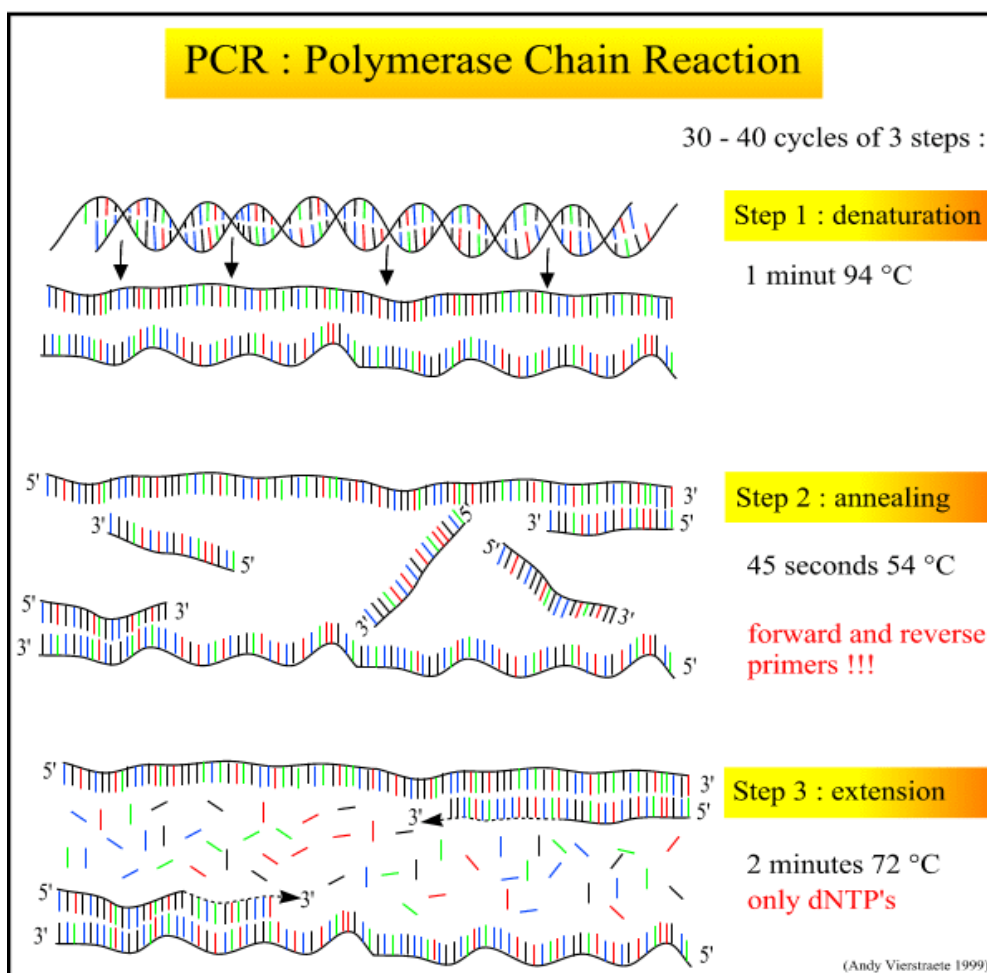 PCR : Polymerase Chain Reaction
30 - 40 cycles of 3 steps :
Step 1 : denaturation
1 minut 94 °C
5'
3'
Step 2 : annealing
3'
5'
3'
5'
5'
5'
3'
45 seconds 54 °C
5'
3'
3'
3'
5'
forward and reverse
primers !!!
5'
3'
Step 3 : extension
3'
5'
2 minutes 72 °C
5'
3'
only dNTP's
3'
5'
(Andy Vierstraete 1999)